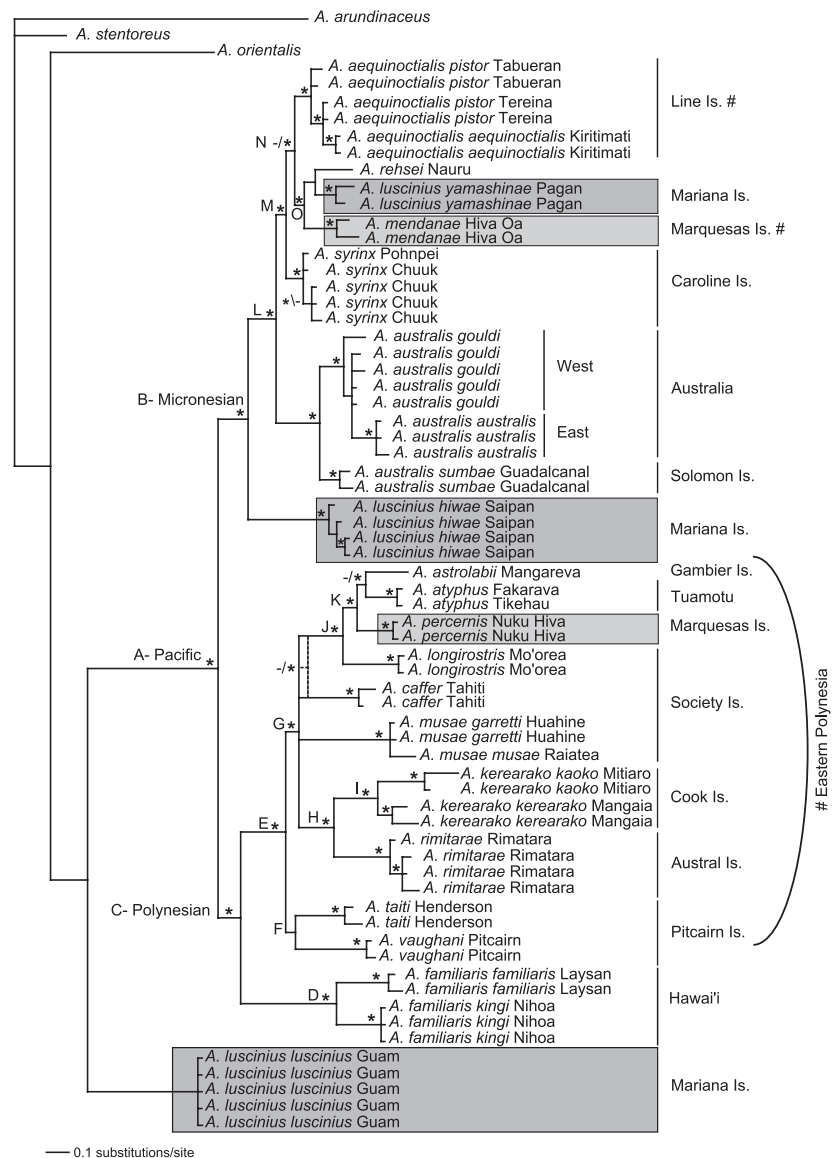 A. arundinaceus
A. stentoreus
A. orientalis
A. aequinoctialis pistor Tabueran
A. aequinoctialis pistor Tabueran
Line Is. #
A. aequinoctialis pistor Tereina
A. aequinoctialis pistor Tereina
N -/*
A. aequinoctialis aequinoctialis Kiritimati
A. aequinoctialis aequinoctialis Kiritimati
A. rehsei Nauru
A. luscinius yamashinae Pagan
Mariana Is.
A. luscinius yamashinae Pagan
M *
O
A. mendanae Hiva Oa
Marquesas Is. #
A. mendanae Hiva Oa
A. syrinx Pohnpei
A. syrinx Chuuk
Caroline Is.
A. syrinx Chuuk
*\-
A. syrinx Chuuk
L *
A. syrinx Chuuk
A. australis gouldi
A. australis gouldi
West
A. australis gouldi
A. australis gouldi
Australia
B- Micronesian
A. australis gouldi
A. australis australis
East
A. australis australis
A. australis australis
A. australis sumbae Guadalcanal
Solomon Is.
A. australis sumbae Guadalcanal
A. luscinius hiwae Saipan
A. luscinius hiwae Saipan
Mariana Is.
A. luscinius hiwae Saipan
A. luscinius hiwae Saipan
A. astrolabii Mangareva
Gambier Is.
-/*
A. atyphus Fakarava
Tuamotu
K *
A. atyphus Tikehau
A. percernis Nuku Hiva
Marquesas Is.
J *
A. percernis Nuku Hiva
A- Pacific
A. longirostris Mo'orea
-/*
A. longirostris Mo'orea
A. caffer Tahiti
Society Is.
A. caffer Tahiti
G *
A. musae garretti Huahine
A. musae garretti Huahine
A. musae musae Raiatea
# Eastern Polynesia
A. kerearako kaoko Mitiaro
I *
A. kerearako kaoko Mitiaro
Cook Is.
A. kerearako kerearako Mangaia
E *
H *
A. kerearako kerearako Mangaia
A. rimitarae Rimatara
A. rimitarae Rimatara
Austral Is.
A. rimitarae Rimatara
A. rimitarae Rimatara
C- Polynesian
A. taiti Henderson
A. taiti Henderson
F
Pitcairn Is.
A. vaughani Pitcairn
A. vaughani Pitcairn
A. familiaris familiaris Laysan
A. familiaris familiaris Laysan
D *
Hawai'i
A. familiaris kingi Nihoa
A. familiaris kingi Nihoa
A. familiaris kingi Nihoa
A. luscinius luscinius Guam
A. luscinius luscinius Guam
A. luscinius luscinius Guam
Mariana Is.
A. luscinius luscinius Guam
A. luscinius luscinius Guam
0.1 substitutions/site